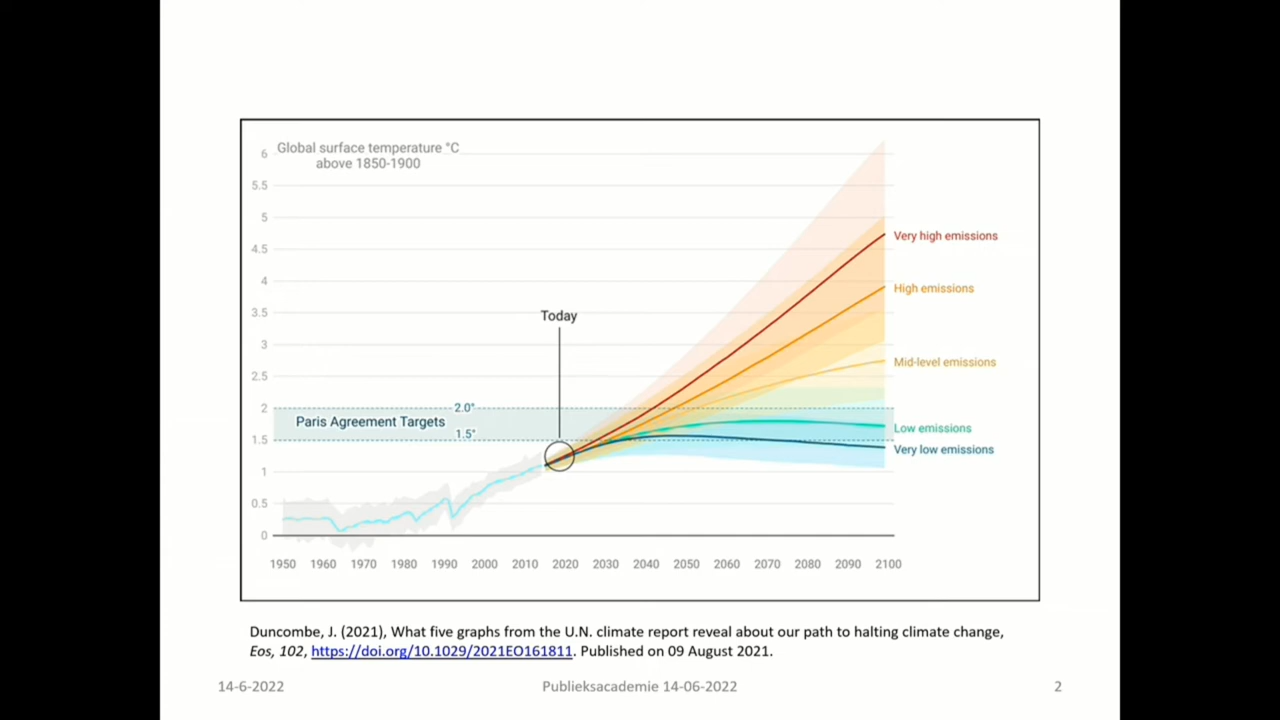 Global surface temperature °C
above 1850-1900
6
5.5
5
4.5
4
3.5
3
2.5
2
1.5
1
0.5
0
Very high emissions
High emissions
Today
Mid-level emissions
2.0°
Paris Agreement Targets
1.5°
Low emissions
Very low emissions
1950 1960 1970 1980 1990 2000 2010 2020 2030 2040 2050 2060 2070 2080 2090 2100
Duncombe, J. (2021), What five graphs from the U.N. climate report reveal about our path to halting climate change,
Eos, 102, https://doi.org/10.1029/2021EO161811. Published on 09 August 2021.
14-6-2022 Publieksacademie 14-06-2022 2